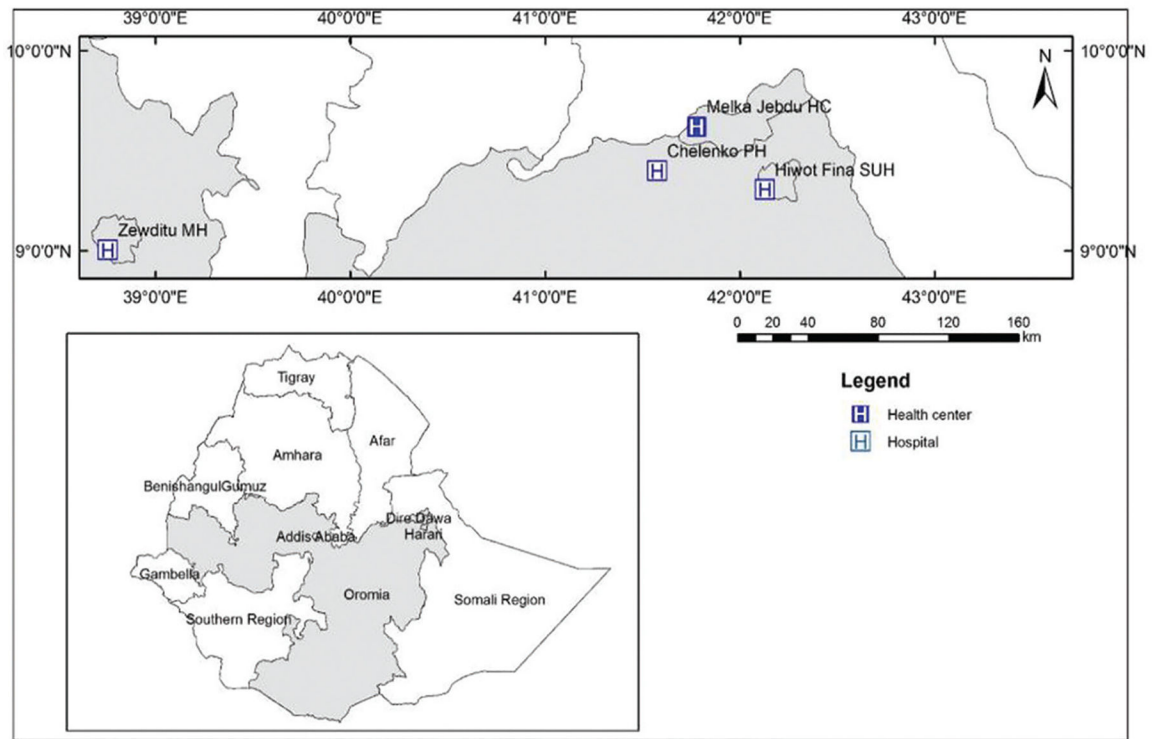 39°0'0"E 40°0'0"E 41°0'0"E 42°0'0"E 43°0'0"E
10°0'0"N 10°0'0"N
N
Melka Jebdu HC
H
Chelenko PH
H
Hiwot Fina SUH
H
Zewditu MH
H
9°0'0"N 9°0'0"N
39°0'0"E 40°0'0"E 41°0'0"E 42°0'0"E 43°0'0"E
0 20 40 80 120 160
km
Legend
H Health center
H Hospital
Tigray
Afar
Amhara
BenishangulGumuz
Dire Dawa
Addis Ababa
Harari
Gambella
Oromia
Somali Region
Southern Region